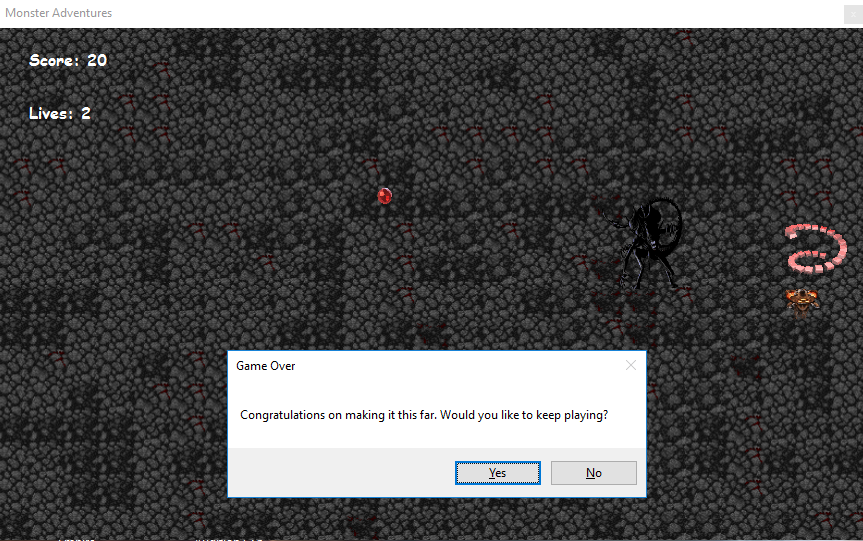 Monster Adventures
Score: 20
Lives: 2
Game Over
Congratulations on making it this far. Would you like to keep playing?
Yes
No